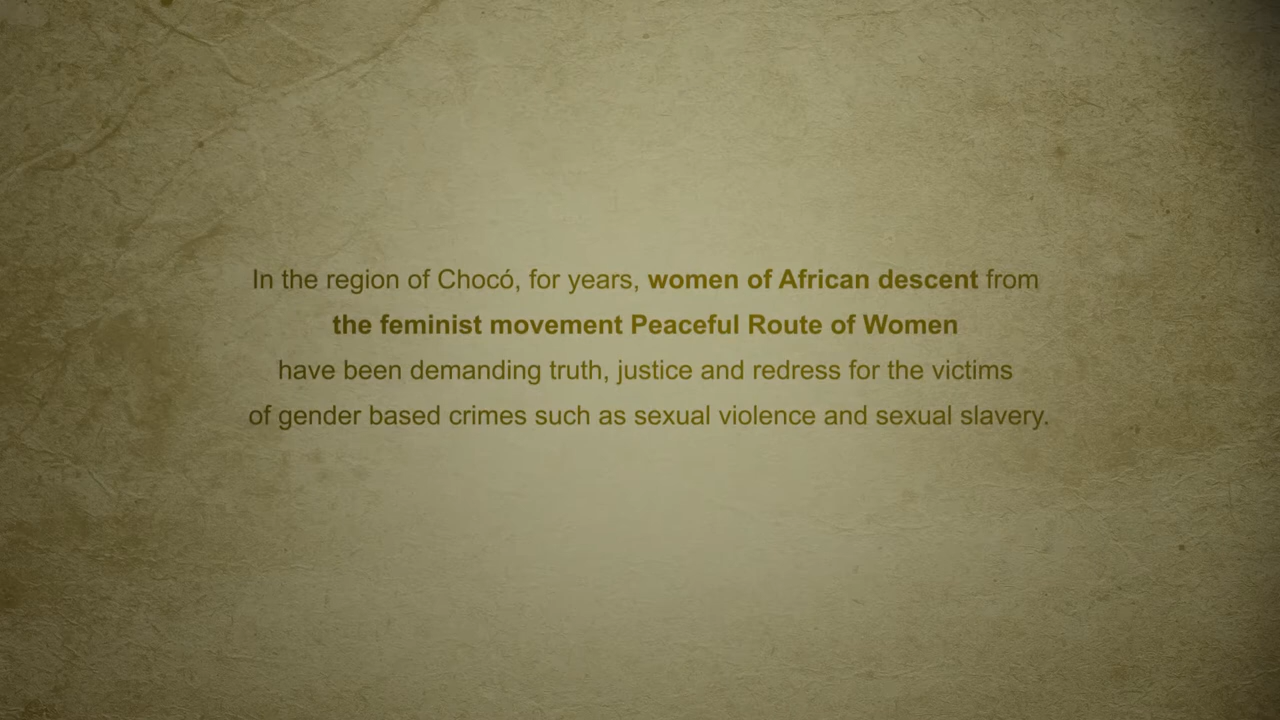 In the region of Chocó, for years, women of African descent from
the feminist movement Peaceful Route of Women
have been demanding truth, justice and redress for the victims
of gender based crimes such as sexual violence and sexual slavery.